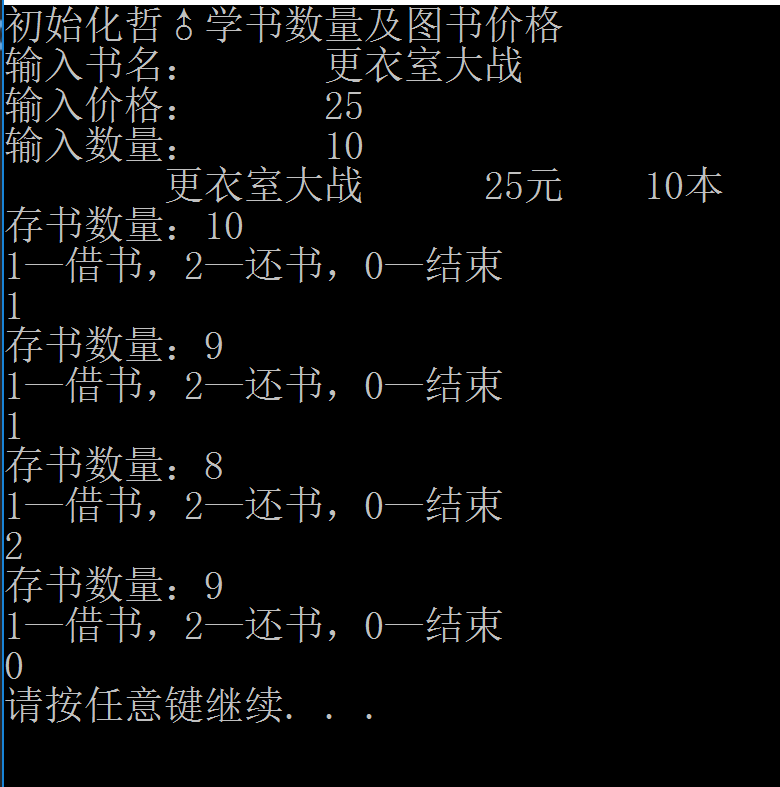 初始化哲♂学书数量及图书价格
输入书名：	更衣室大战
输入价格：	25
输入数量：	10
	更衣室大战	25元	10本
存书数量：10
1—借书，2—还书，0—结束
1
存书数量：9
1—借书，2—还书，0—结束
1
存书数量：8
1—借书，2—还书，0—结束
2
存书数量：9
1—借书，2—还书，0—结束
0
请按任意键继续. . .